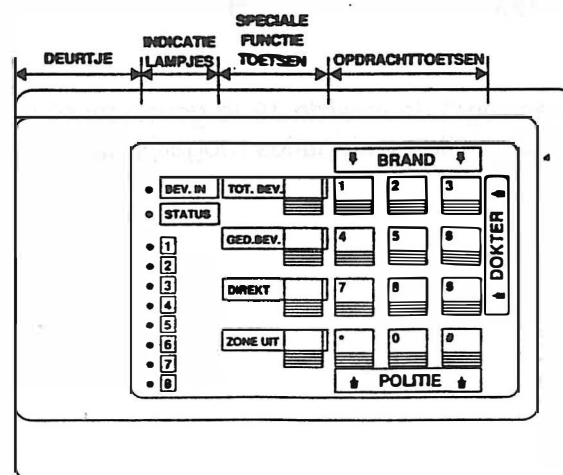 DEURTJE
INDICATIE LAMPJES
SPECIALE FUNCTIE TOETSEN
OPDRACHTTOETSEN
BRAND
BEV. IN
TOT. BEV.
1 2 3
STATUS
GED.BEV.
4 5 6
DOKTER
DIREKT
7 8 9
ZONE UIT
* 0 #
POLITIE
1
2
3
4
5
6
7
8